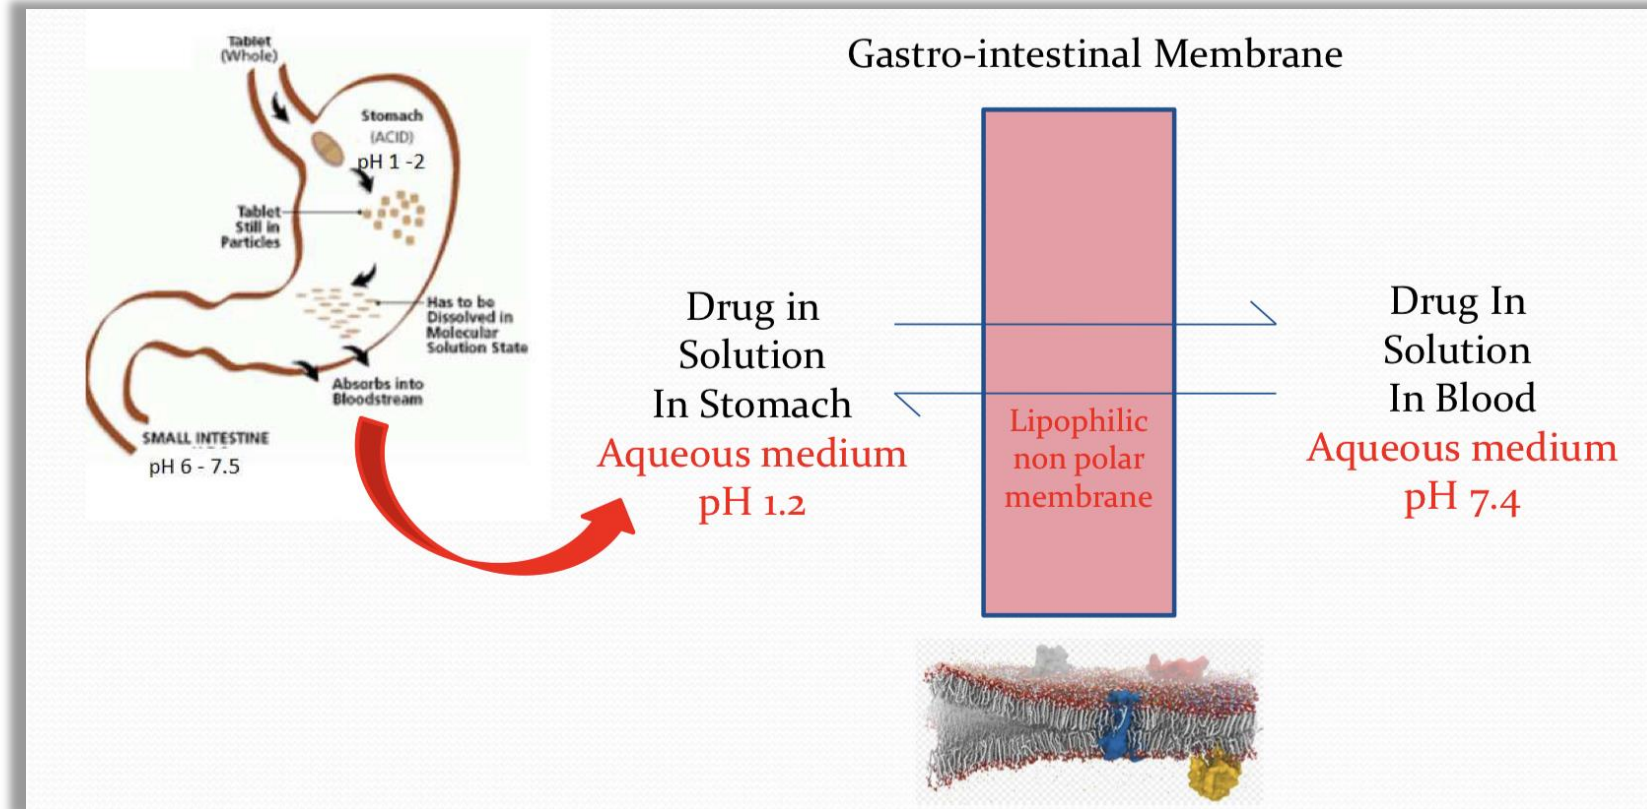 Gastro-intestinal Membrane
Tablet
(Whole)
Stomach
(ACID)
pH 1 -2
Tablet
Still in
Particles
Has to be
Dissolved in
Molecular
Solution State
Absorbs into
Bloodstream
SMALL INTESTINE
pH 6 - 7.5
Drug in
Solution
In Stomach
Aqueous medium
pH 1.2
Lipophilic
non polar
membrane
Drug In
Solution
In Blood
Aqueous medium
pH 7.4